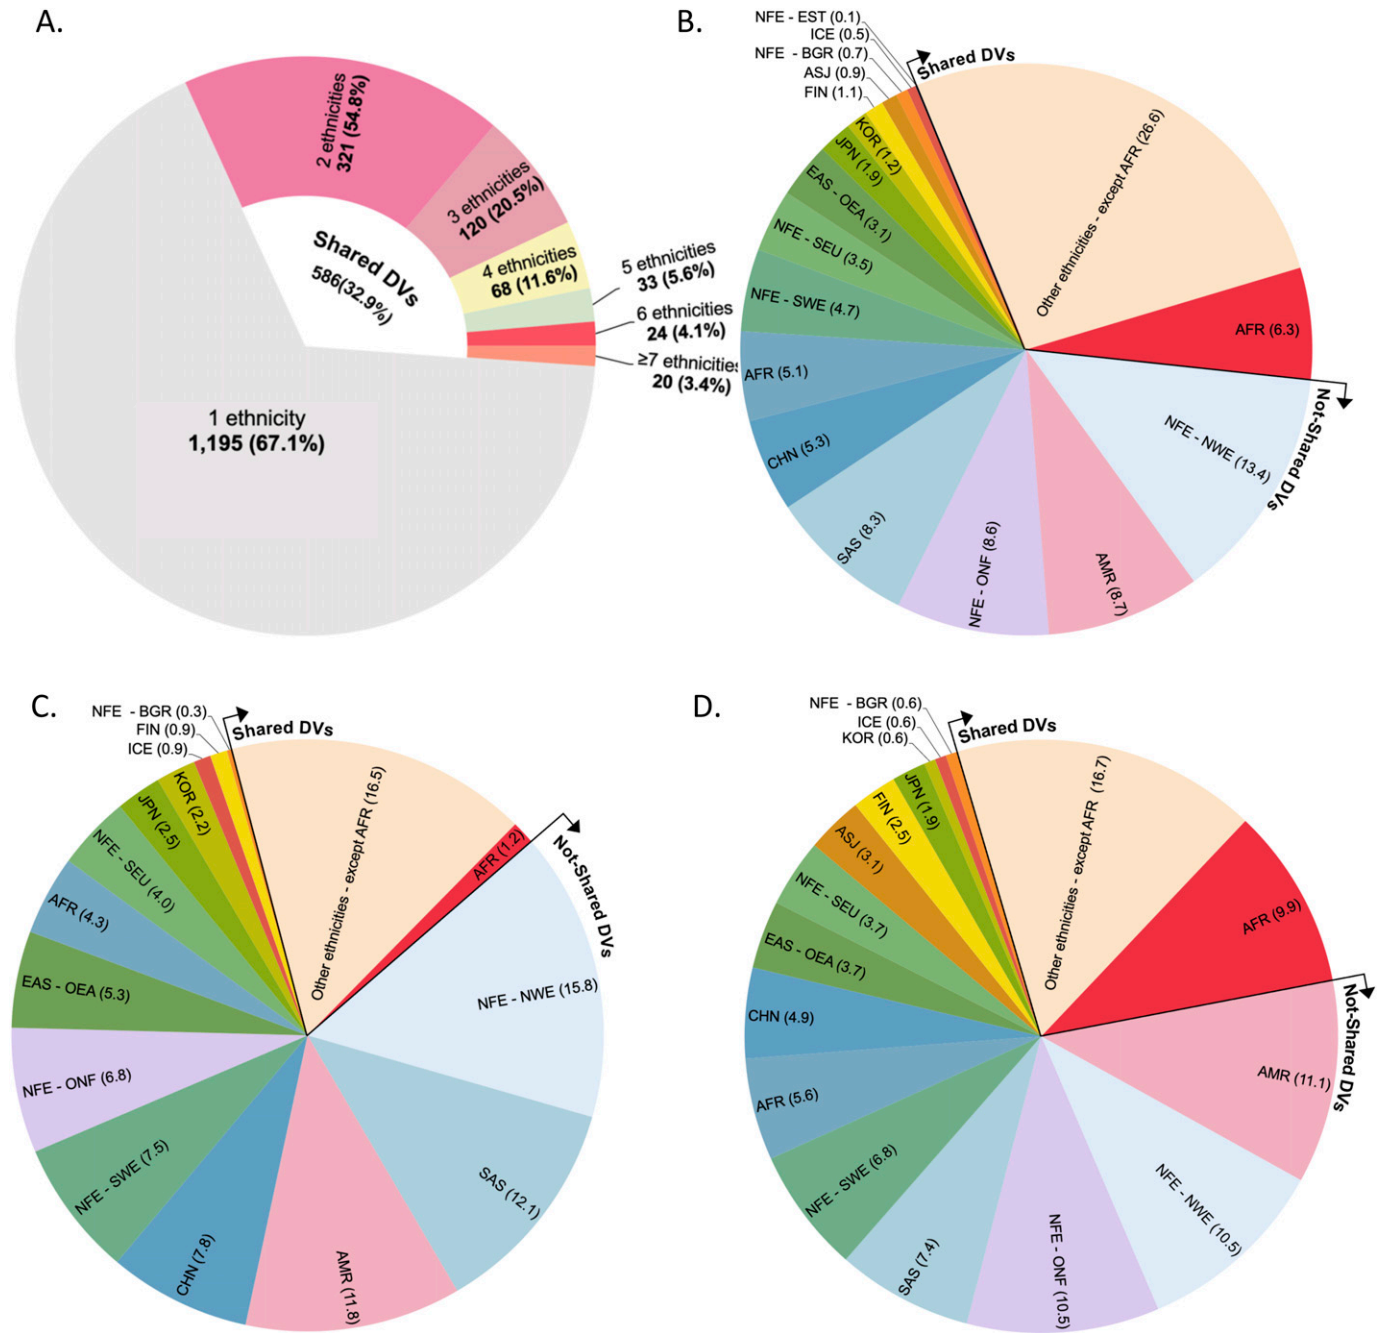 A.
2 ethnicities
321 (54.8%)
3 ethnicities
120 (20.5%)
4 ethnicities
68 (11.6%)
5 ethnicities
33 (5.6%)
6 ethnicities
24 (4.1%)
≥7 ethnicities
20 (3.4%)
Shared DVs
586(32.9%)
1 ethnicity
1,195 (67.1%)
B.
NFE - EST (0.1)
ICE (0.5)
NFE - BGR (0.7)
ASJ (0.9)
FIN (1.1)
KOR (1.2)
JPN (1.9)
EAS - OEA (3.1)
NFE - SEU (3.5)
NFE - SWE (4.7)
AFR (5.1)
CHN (5.3)
SAS (8.3)
NFE - ONF (8.6)
AMR (8.7)
NFE - NWE (13.4)
Not-Shared DVs
AFR (6.3)
Other ethnicities - except AFR (26.6)
Shared DVs
C.
NFE - BGR (0.3)
FIN (0.9)
ICE (0.9)
KOR (2.2)
JPN (2.5)
NFE - SEU (4.0)
AFR (4.3)
EAS - OEA (5.3)
NFE - ONF (6.8)
NFE - SWE (7.5)
CHN (7.8)
AMR (11.8)
SAS (12.1)
NFE - NWE (15.8)
Not-Shared DVs
AFR (1.2)
Other ethnicities - except AFR (16.5)
Shared DVs
D.
NFE - BGR (0.6)
ICE (0.6)
KOR (0.6)
JPN (1.9)
FIN (2.5)
ASJ (3.1)
NFE - SEU (3.7)
EAS - OEA (3.7)
CHN (4.9)
AFR (5.6)
NFE - SWE (6.8)
SAS (7.4)
NFE - ONF (10.5)
NFE - NWE (10.5)
AMR (11.1)
Not-Shared DVs
AFR (9.9)
Other ethnicities - except AFR (16.7)
Shared DVs